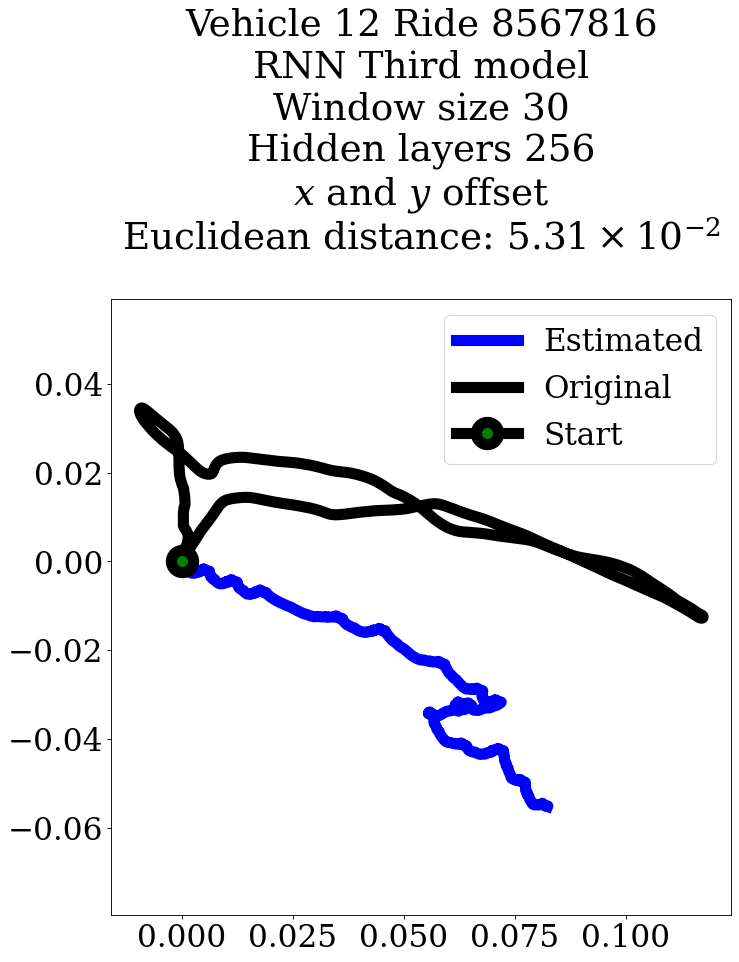 Vehicle 12 Ride 8567816
RNN Third model
Window size 30
Hidden layers 256
x and y offset
Euclidean distance: 5.31 × 10⁻²
Estimated
Original
Start
0.04
0.02
0.00
−0.02
−0.04
−0.06
0.000 0.025 0.050 0.075 0.100